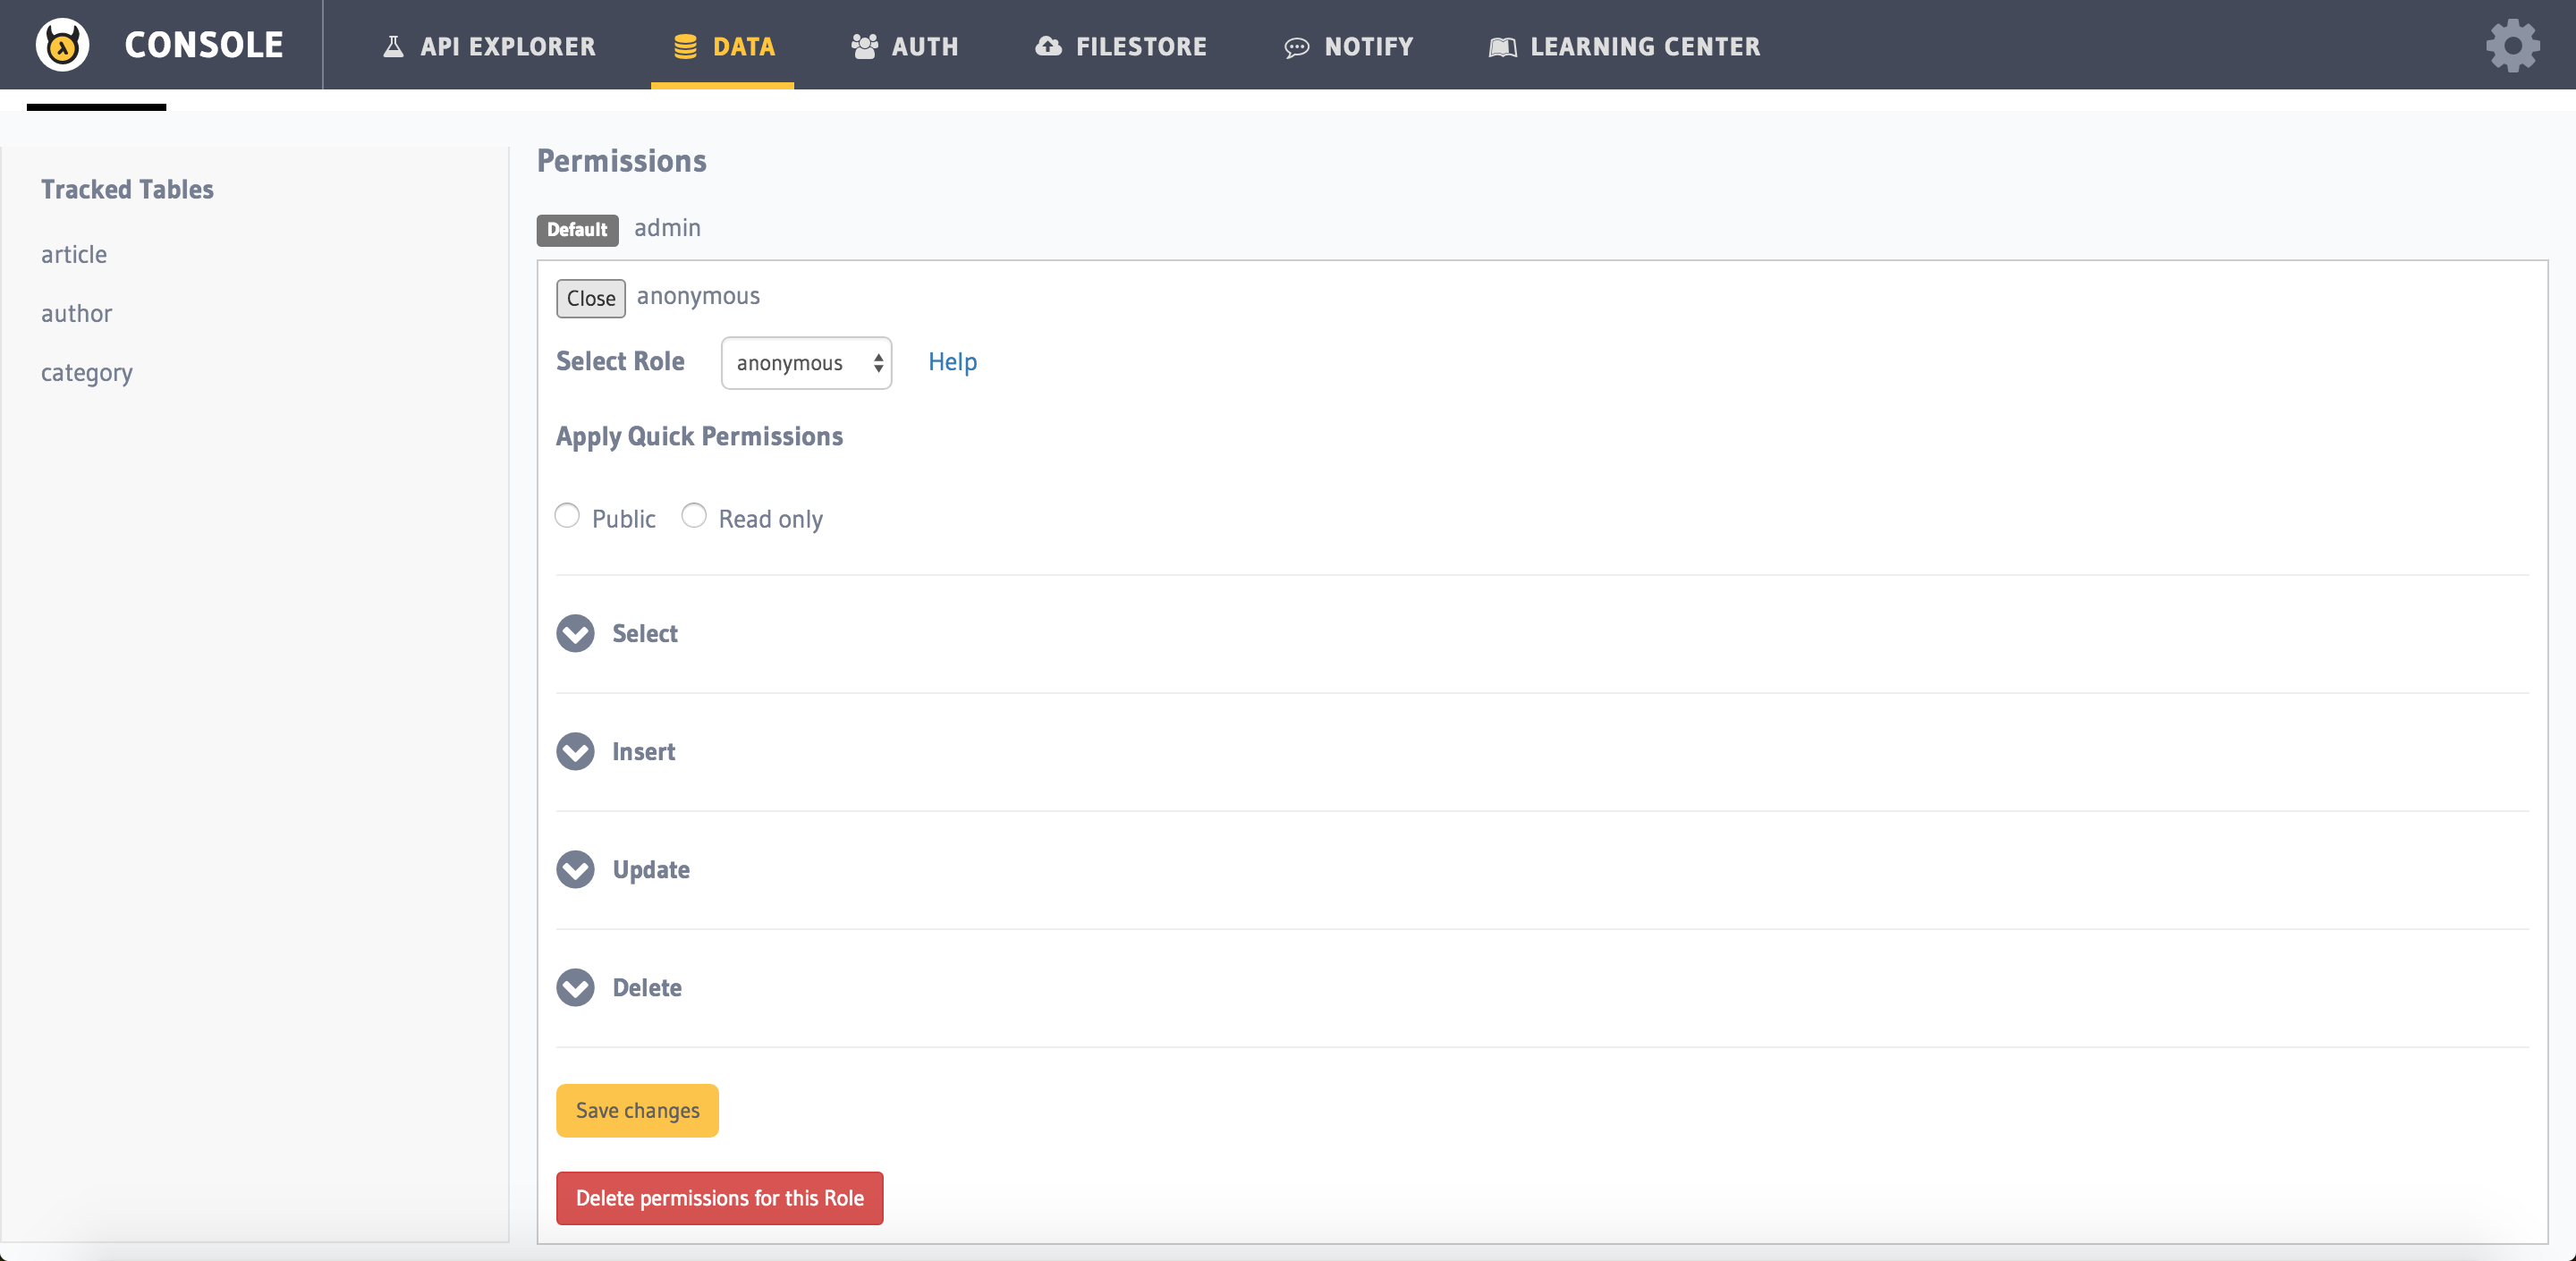 CONSOLE
API EXPLORER
DATA
AUTH
FILESTORE
NOTIFY
LEARNING CENTER
Tracked Tables
article
author
category
Permissions
Default admin
Close anonymous
Select Role anonymous Help
Apply Quick Permissions
Public Read only
Select
Insert
Update
Delete
Save changes
Delete permissions for this Role